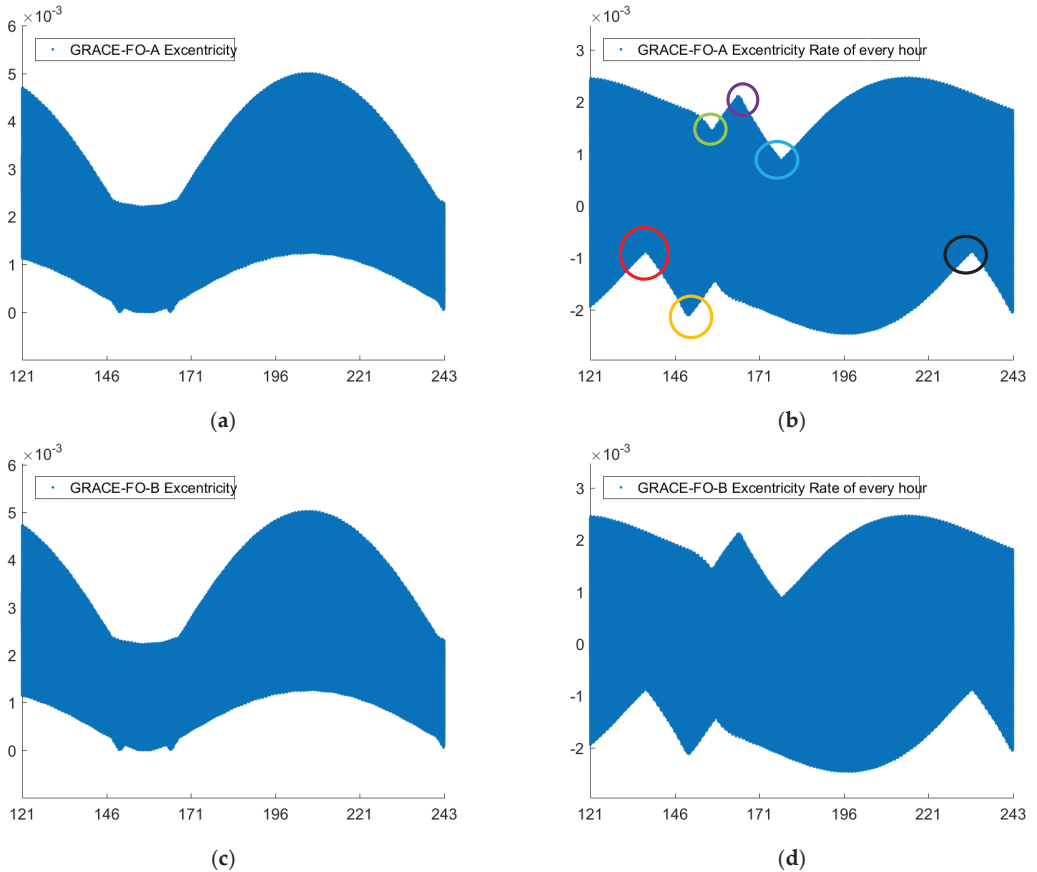 ×10⁻³
6
GRACE-FO-A Excentricity
5
4
3
2
1
0
121 146 171 196 221 243
(a)
×10⁻³
3
GRACE-FO-A Excentricity Rate of every hour
2
1
0
-1
-2
121 146 171 196 221 243
(b)
×10⁻³
6
GRACE-FO-B Excentricity
5
4
3
2
1
0
121 146 171 196 221 243
(c)
×10⁻³
3
GRACE-FO-B Excentricity Rate of every hour
2
1
0
-1
-2
121 146 171 196 221 243
(d)